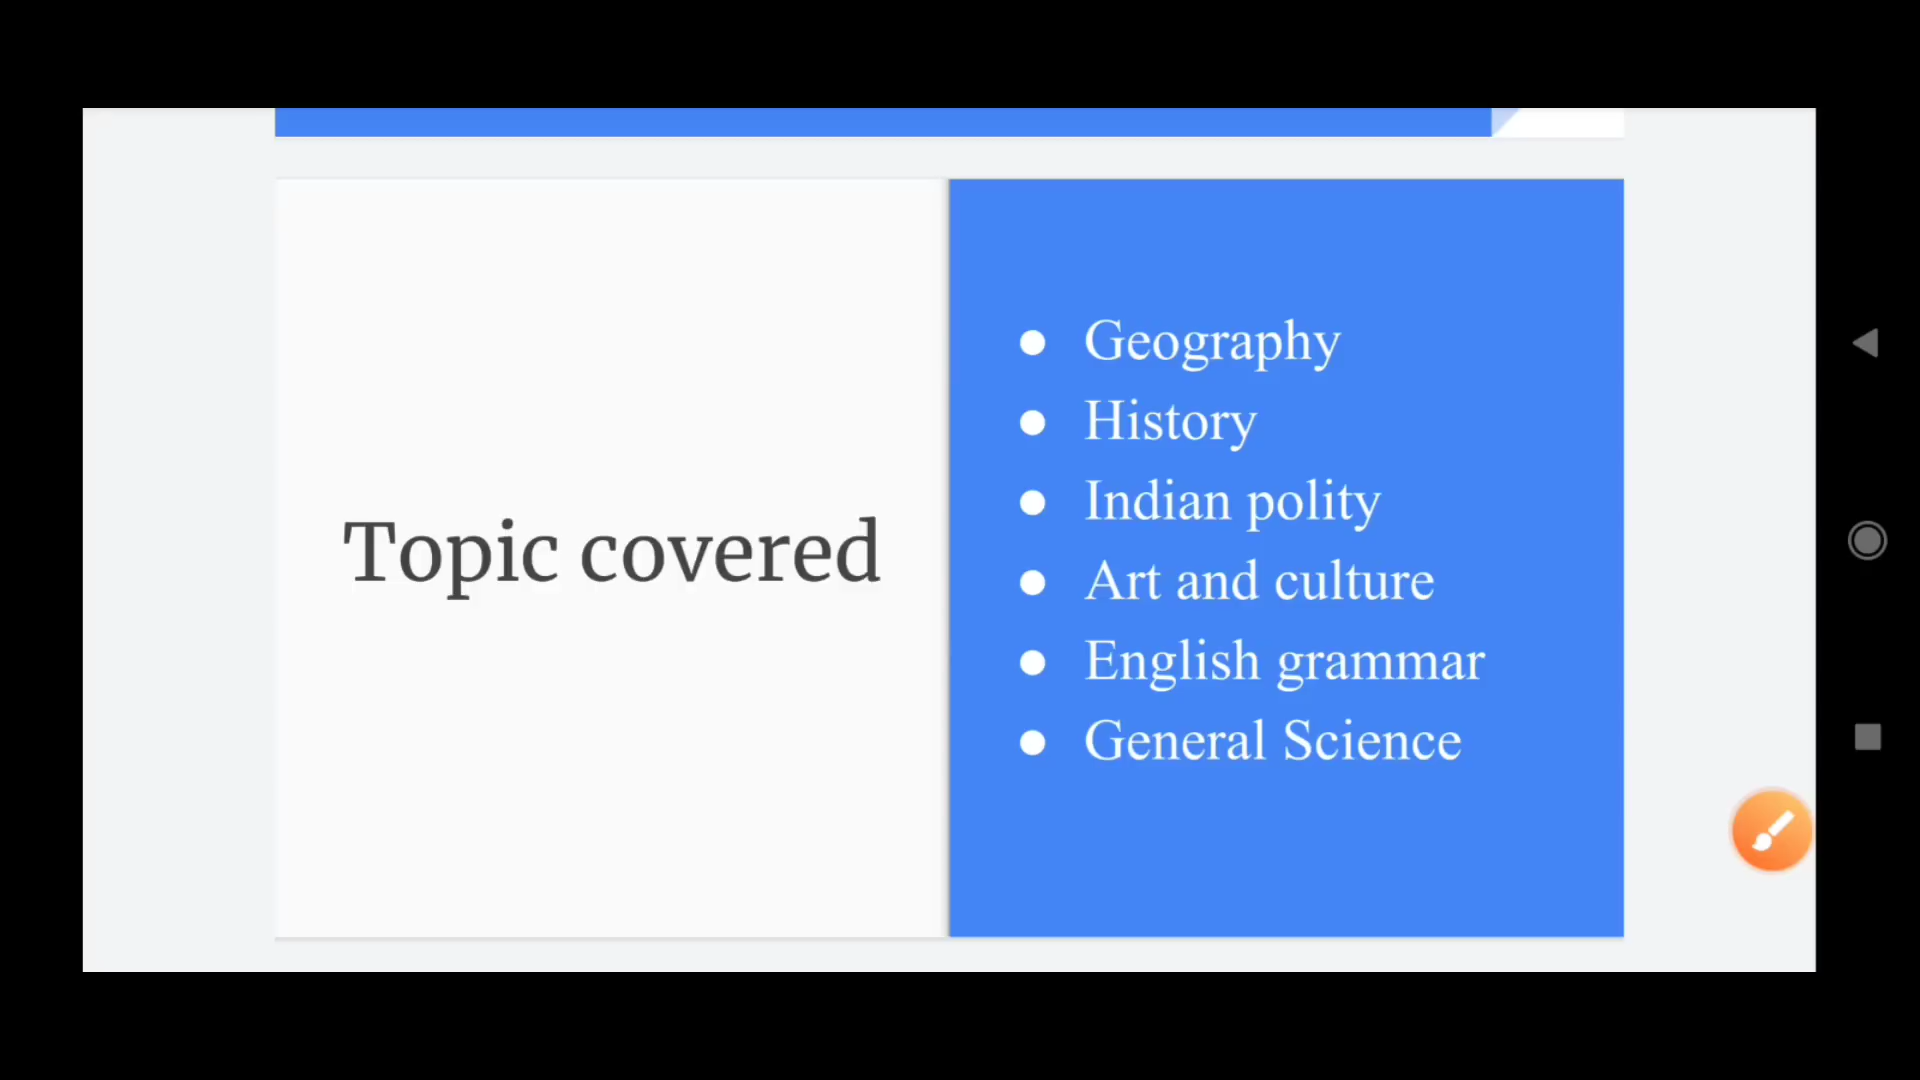 Topic covered
Geography
History
Indian polity
Art and culture
English grammar
General Science